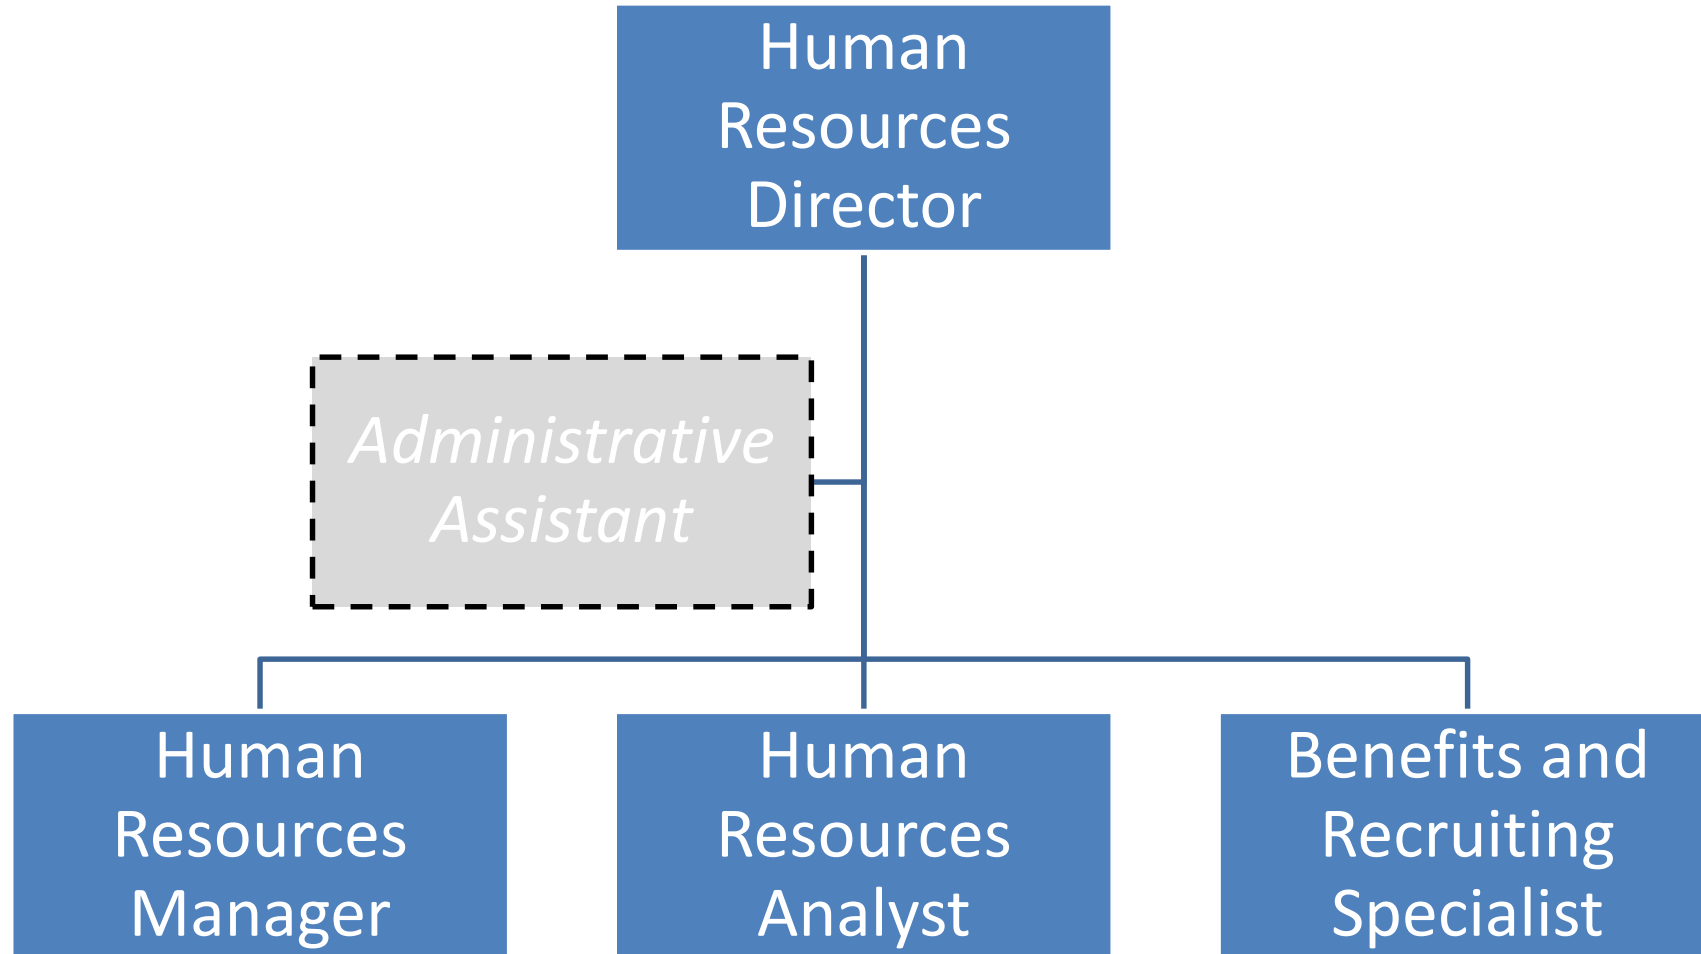 Human
Resources
Director
Administrative
Assistant
Human
Resources
Manager
Human
Resources
Analyst
Benefits and
Recruiting
Specialist